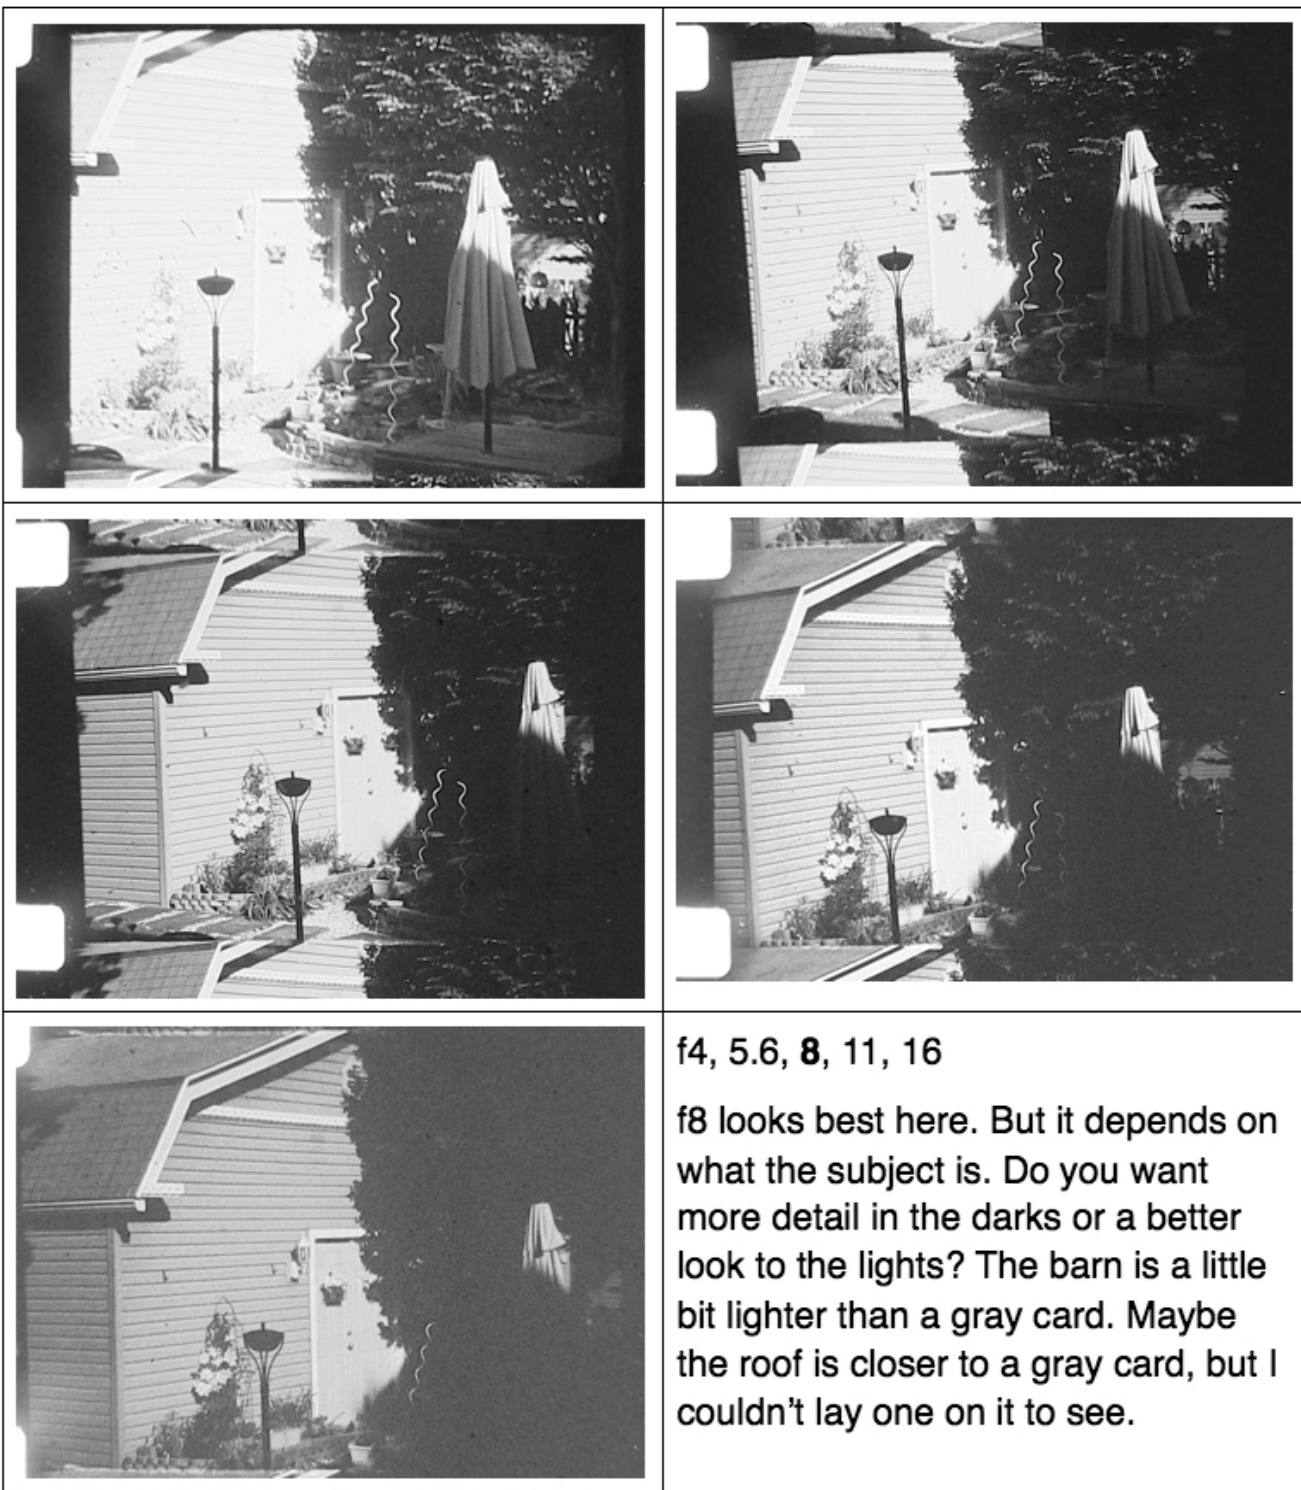 f4, 5.6, 8, 11, 16
f8 looks best here. But it depends on
what the subject is. Do you want
more detail in the darks or a better
look to the lights? The barn is a little
bit lighter than a gray card. Maybe
the roof is closer to a gray card, but I
couldn't lay one on it to see.